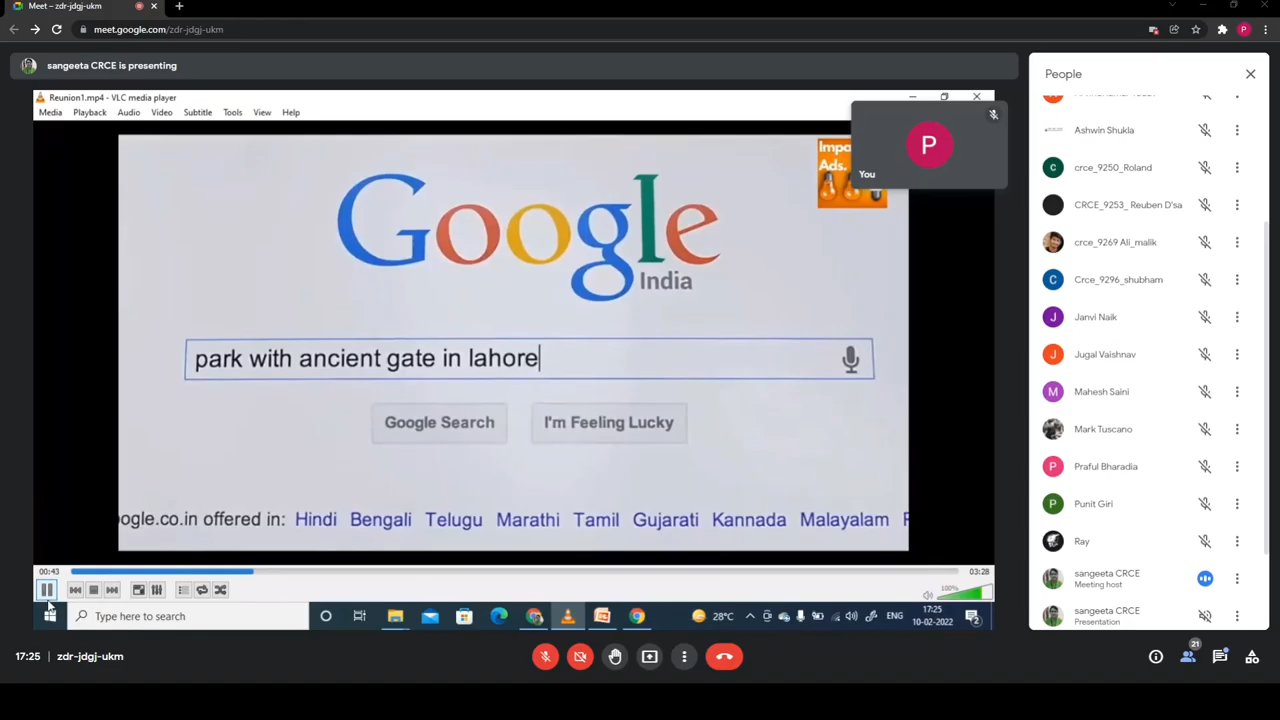 Meet – zdr-jdgj-ukm
meet.google.com/zdr-jdgj-ukm
P
sangeeta CRCE is presenting
Reunion1.mp4 - VLC media player
Media Playback Audio Video Subtitle Tools View Help
Google
India
Ads.
P
You
park with ancient gate in lahore
Google Search
I'm Feeling Lucky
ogle.co.in offered in: Hindi Bengali Telugu Marathi Tamil Gujarati Kannada Malayalam
00:43
03:28
100%
Type here to search
28°C
ENG
17:25
10-02-2022
2
People
Ashwin Shukla
C crce_9250_Roland
CRCE_9253_ Reuben D'sa
crce_9269 Ali_malik
C Crce_9296_shubham
J Janvi Naik
J Jugal Vaishnav
M Mahesh Saini
Mark Tuscano
P Praful Bharadia
P Punit Giri
Ray
sangeeta CRCE
Meeting host
sangeeta CRCE
Presentation
17:25 | zdr-jdgj-ukm
21